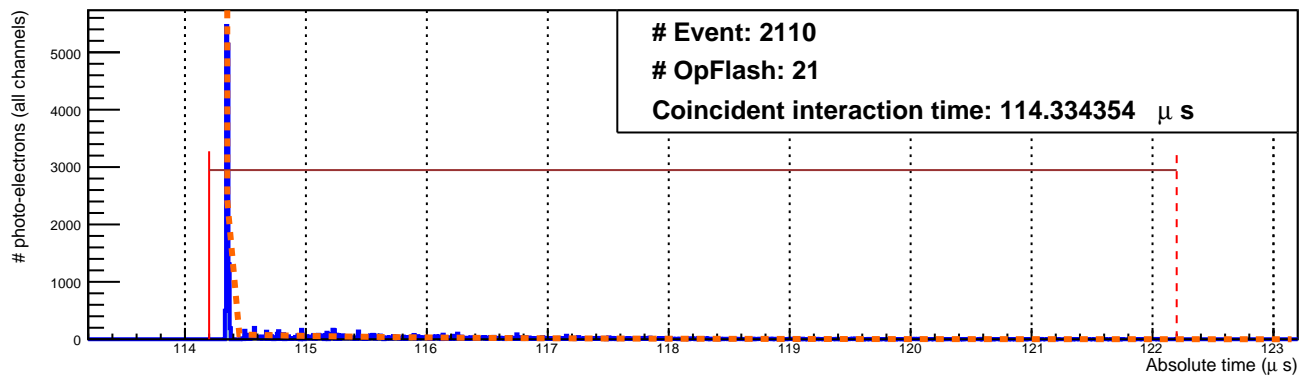 # Event: 2110
# OpFlash: 21
Coincident interaction time: 114.334354 μ s
# photo-electrons (all channels)
5000
4000
3000
2000
1000
0
114 115 116 117 118 119 120 121 122 123
Absolute time (μ s)